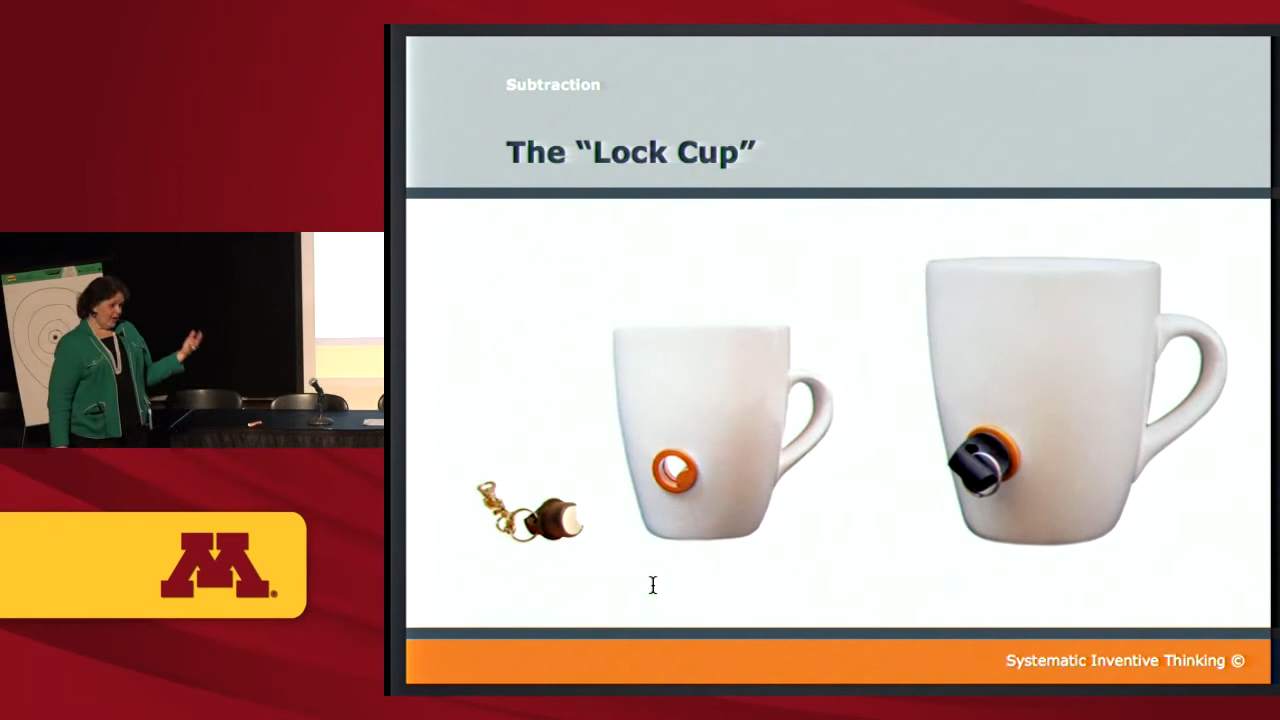 Subtraction
The “Lock Cup”
M
Systematic Inventive Thinking ©